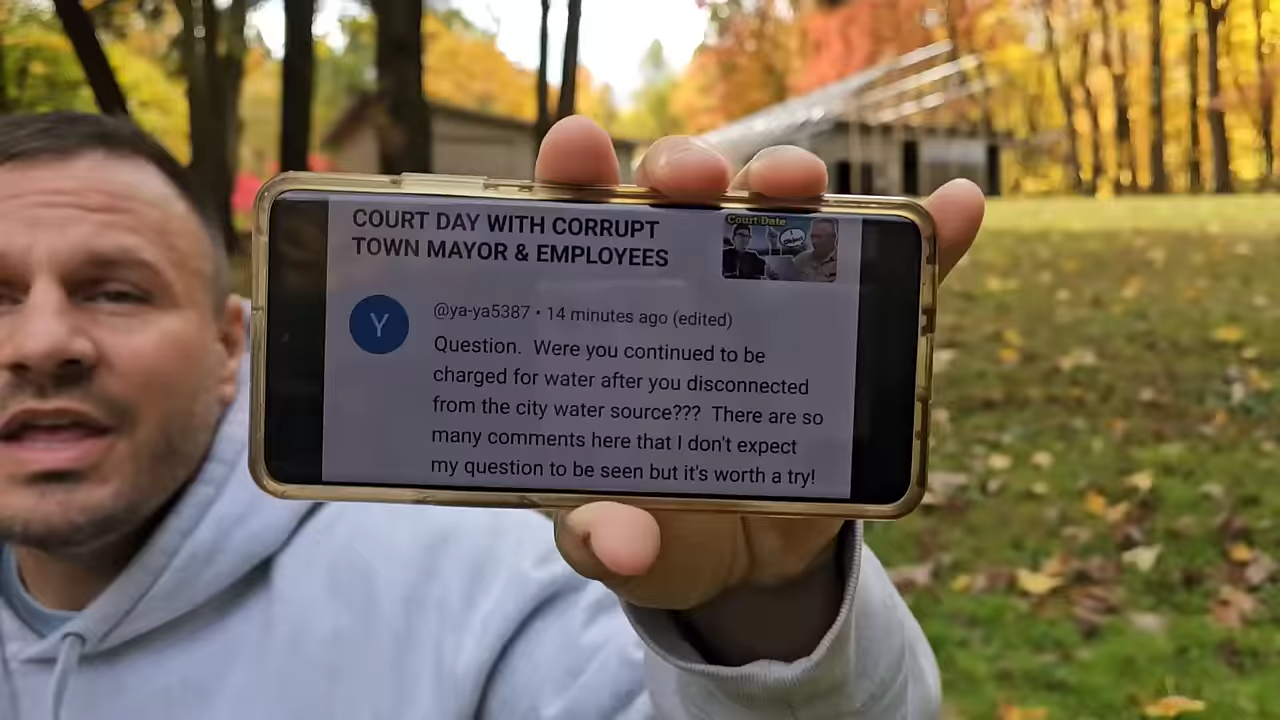 COURT DAY WITH CORRUPT
TOWN MAYOR & EMPLOYEES
Court Date
Y
@ya-ya5387 • 14 minutes ago (edited)
Question. Were you continued to be
charged for water after you disconnected
from the city water source??? There are so
many comments here that I don't expect
my question to be seen but it's worth a try!